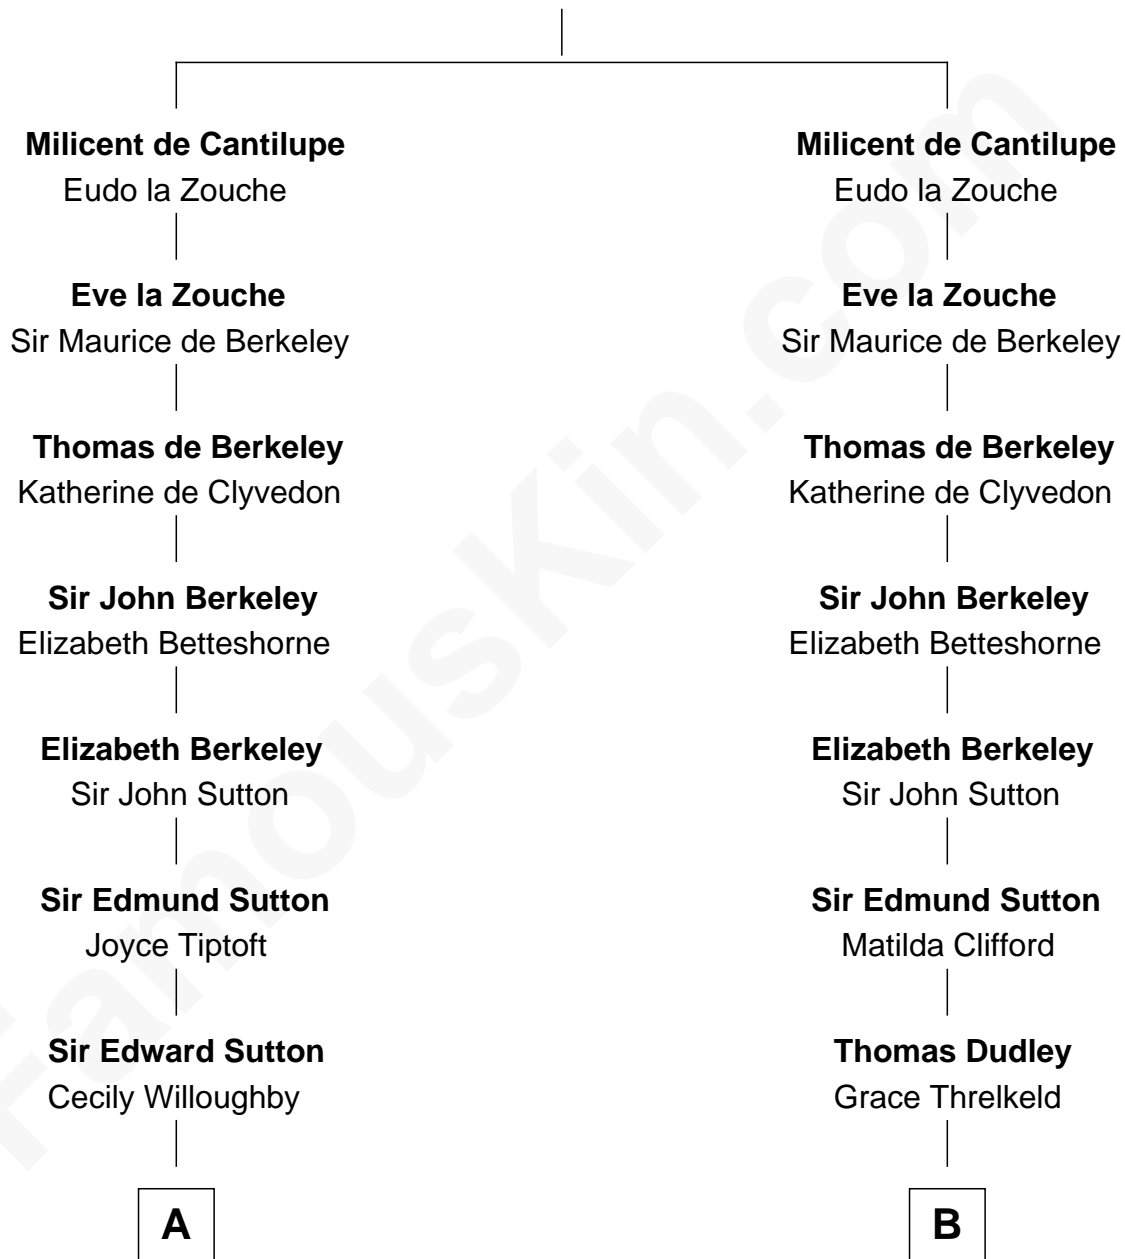 Milicent de Cantilupe
Eudo la Zouche
Eve la Zouche
Sir Maurice de Berkeley
Thomas de Berkeley
Katherine de Clyvedon
Sir John Berkeley
Elizabeth Betteshorne
Elizabeth Berkeley
Sir John Sutton
Sir Edmund Sutton
Joyce Tiptoft
Sir Edward Sutton
Cecily Willoughby
A
Milicent de Cantilupe
Eudo la Zouche
Eve la Zouche
Sir Maurice de Berkeley
Thomas de Berkeley
Katherine de Clyvedon
Sir John Berkeley
Elizabeth Betteshorne
Elizabeth Berkeley
Sir John Sutton
Sir Edmund Sutton
Matilda Clifford
Thomas Dudley
Grace Threlkeld
B
FamousKin.com